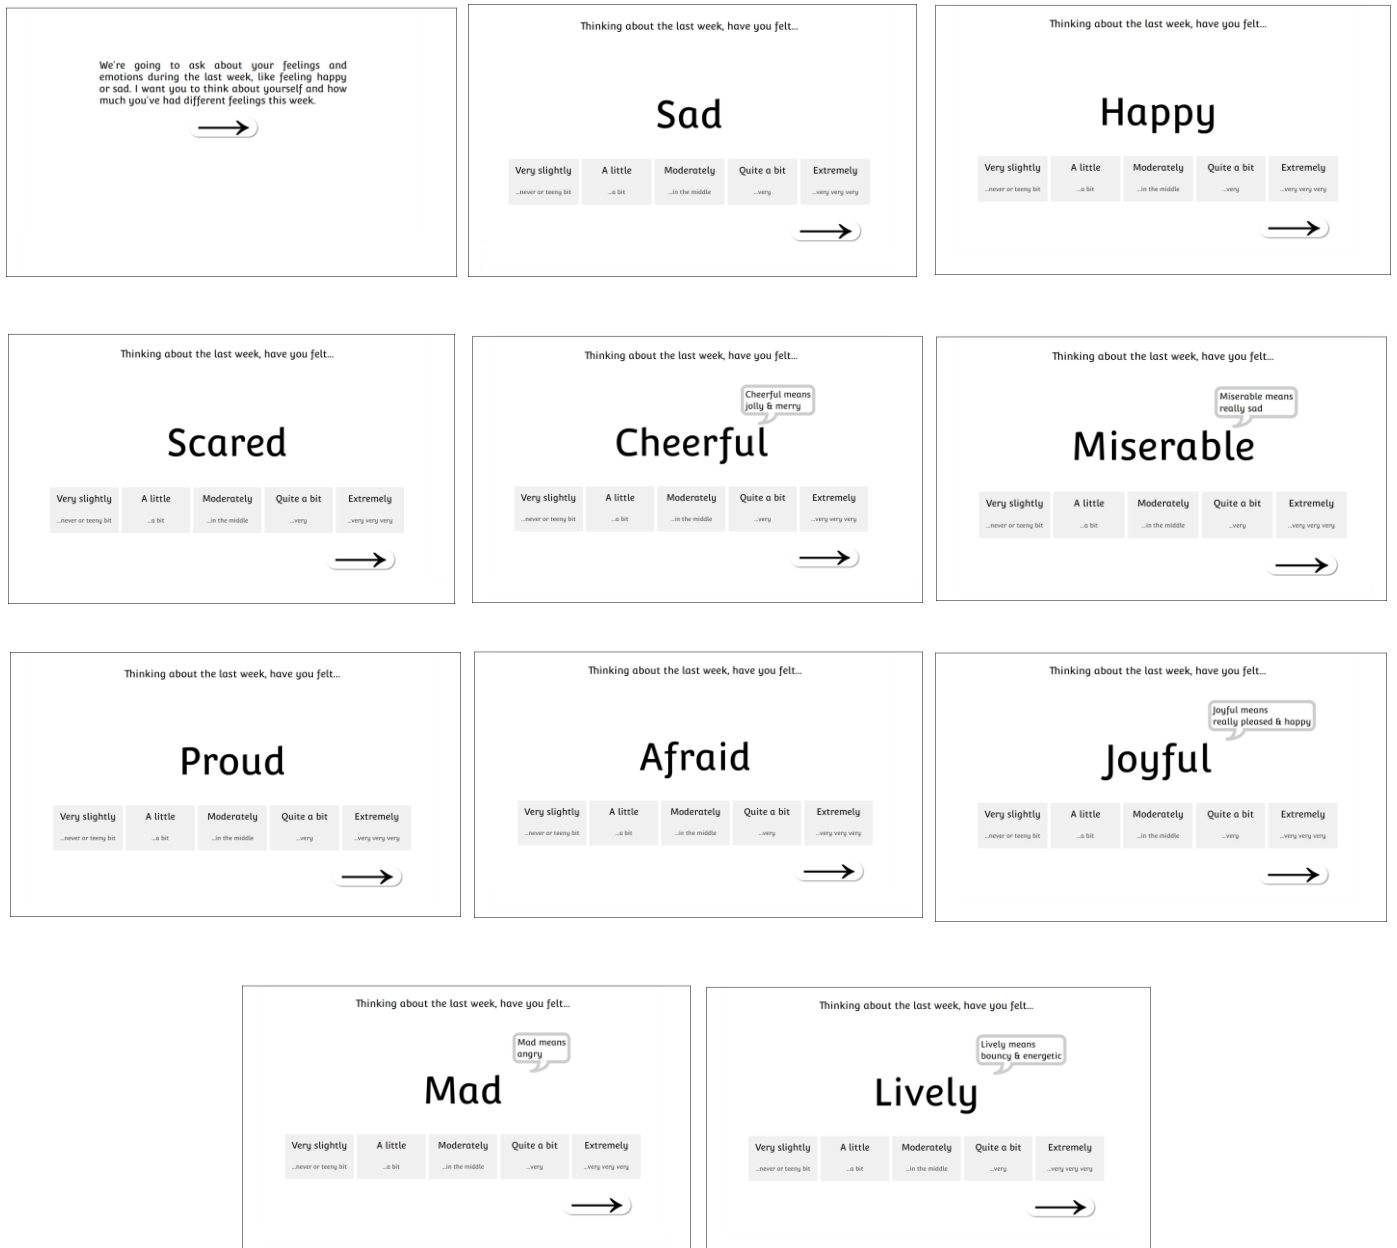 We're going to ask about your feelings and
emotions during the last week, like feeling happy
or sad. I want you to think about yourself and how
much you've had different feelings this week.
Thinking about the last week, have you felt...
Sad
Very slightly A little Moderately Quite a bit Extremely
...never or teeny bit ...a bit ...in the middle ...very ...very very very
Thinking about the last week, have you felt...
Happy
Very slightly A little Moderately Quite a bit Extremely
...never or teeny bit ...a bit ...in the middle ...very ...very very very
Thinking about the last week, have you felt...
Scared
Very slightly A little Moderately Quite a bit Extremely
...never or teeny bit ...a bit ...in the middle ...very ...very very very
Thinking about the last week, have you felt...
Cheerful means
jolly & merry
Cheerful
Very slightly A little Moderately Quite a bit Extremely
...never or teeny bit ...a bit ...in the middle ...very ...very very very
Thinking about the last week, have you felt...
Miserable means
really sad
Miserable
Very slightly A little Moderately Quite a bit Extremely
...never or teeny bit ...a bit ...in the middle ...very ...very very very
Thinking about the last week, have you felt...
Proud
Very slightly A little Moderately Quite a bit Extremely
...never or teeny bit ...a bit ...in the middle ...very ...very very very
Thinking about the last week, have you felt...
Afraid
Very slightly A little Moderately Quite a bit Extremely
...never or teeny bit ...a bit ...in the middle ...very ...very very very
Thinking about the last week, have you felt...
Joyful means
really pleased & happy
Joyful
Very slightly A little Moderately Quite a bit Extremely
...never or teeny bit ...a bit ...in the middle ...very ...very very very
Thinking about the last week, have you felt...
Mad means
angry
Mad
Very slightly A little Moderately Quite a bit Extremely
...never or teeny bit ...a bit ...in the middle ...very ...very very very
Thinking about the last week, have you felt...
Lively means
bouncy & energetic
Lively
Very slightly A little Moderately Quite a bit Extremely
...never or teeny bit ...a bit ...in the middle ...very ...very very very